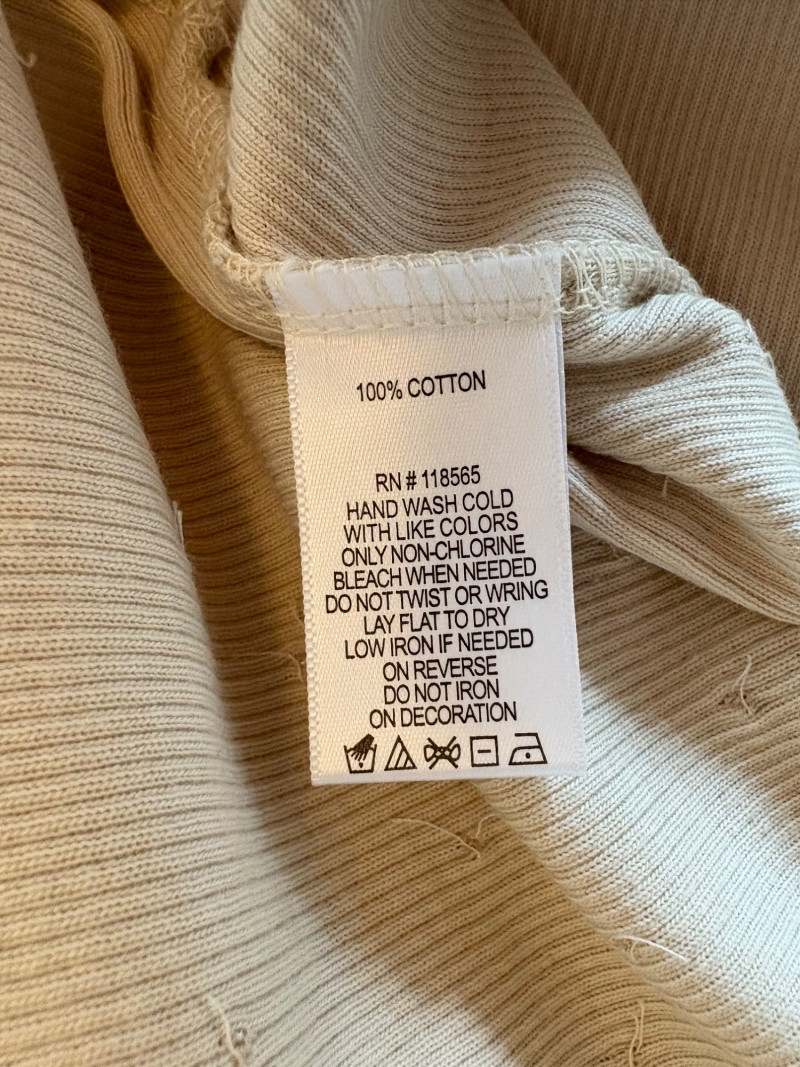 100% COTTON
RN # 118565
HAND WASH COLD
WITH LIKE COLORS
ONLY NON-CHLORINE
BLEACH WHEN NEEDED
DO NOT TWIST OR WRING
LAY FLAT TO DRY
LOW IRON IF NEEDED
ON REVERSE
DO NOT IRON
ON DECORATION